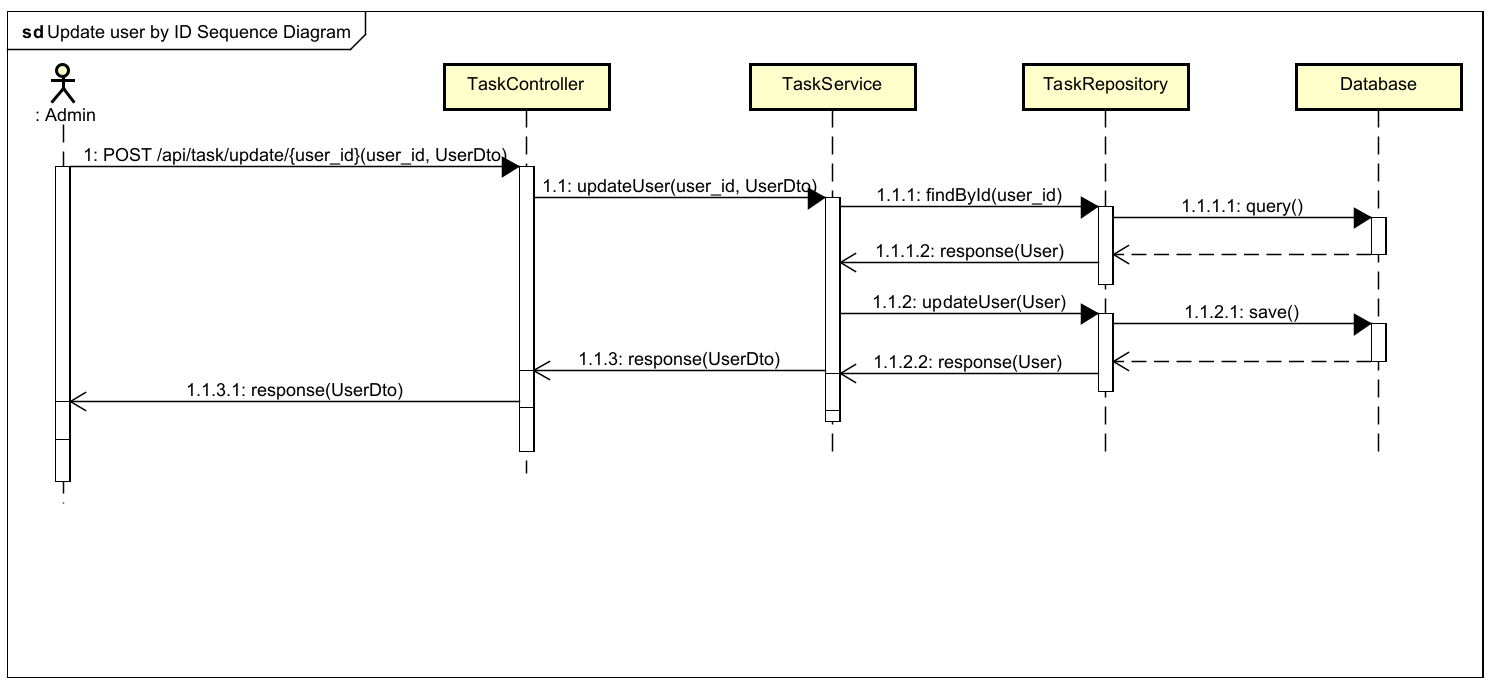 sd Update user by ID Sequence Diagram
: Admin
TaskController
TaskService
TaskRepository
Database
1: POST /api/task/update/{user_id}(user_id, UserDto)
1.1: updateUser(user_id, UserDto)
1.1.1: findById(user_id)
1.1.1.1: query()
1.1.1.2: response(User)
1.1.2: updateUser(User)
1.1.2.1: save()
1.1.3: response(UserDto)
1.1.2.2: response(User)
1.1.3.1: response(UserDto)